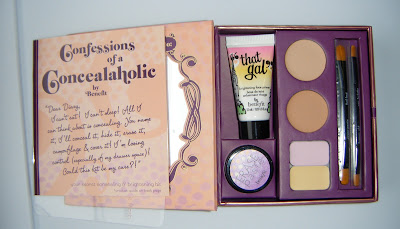 Confessions
of a
Concealaholic
by
Benefit
"Dear Diary,
I can't eat! I can't sleep! All I
can think about is concealing. You name
it, I'll conceal it, hide it, erase it,
camouflage & cover it! I'm losing
control (especially of my drawer space)!
Could this kit be my cure?!"
that
gal